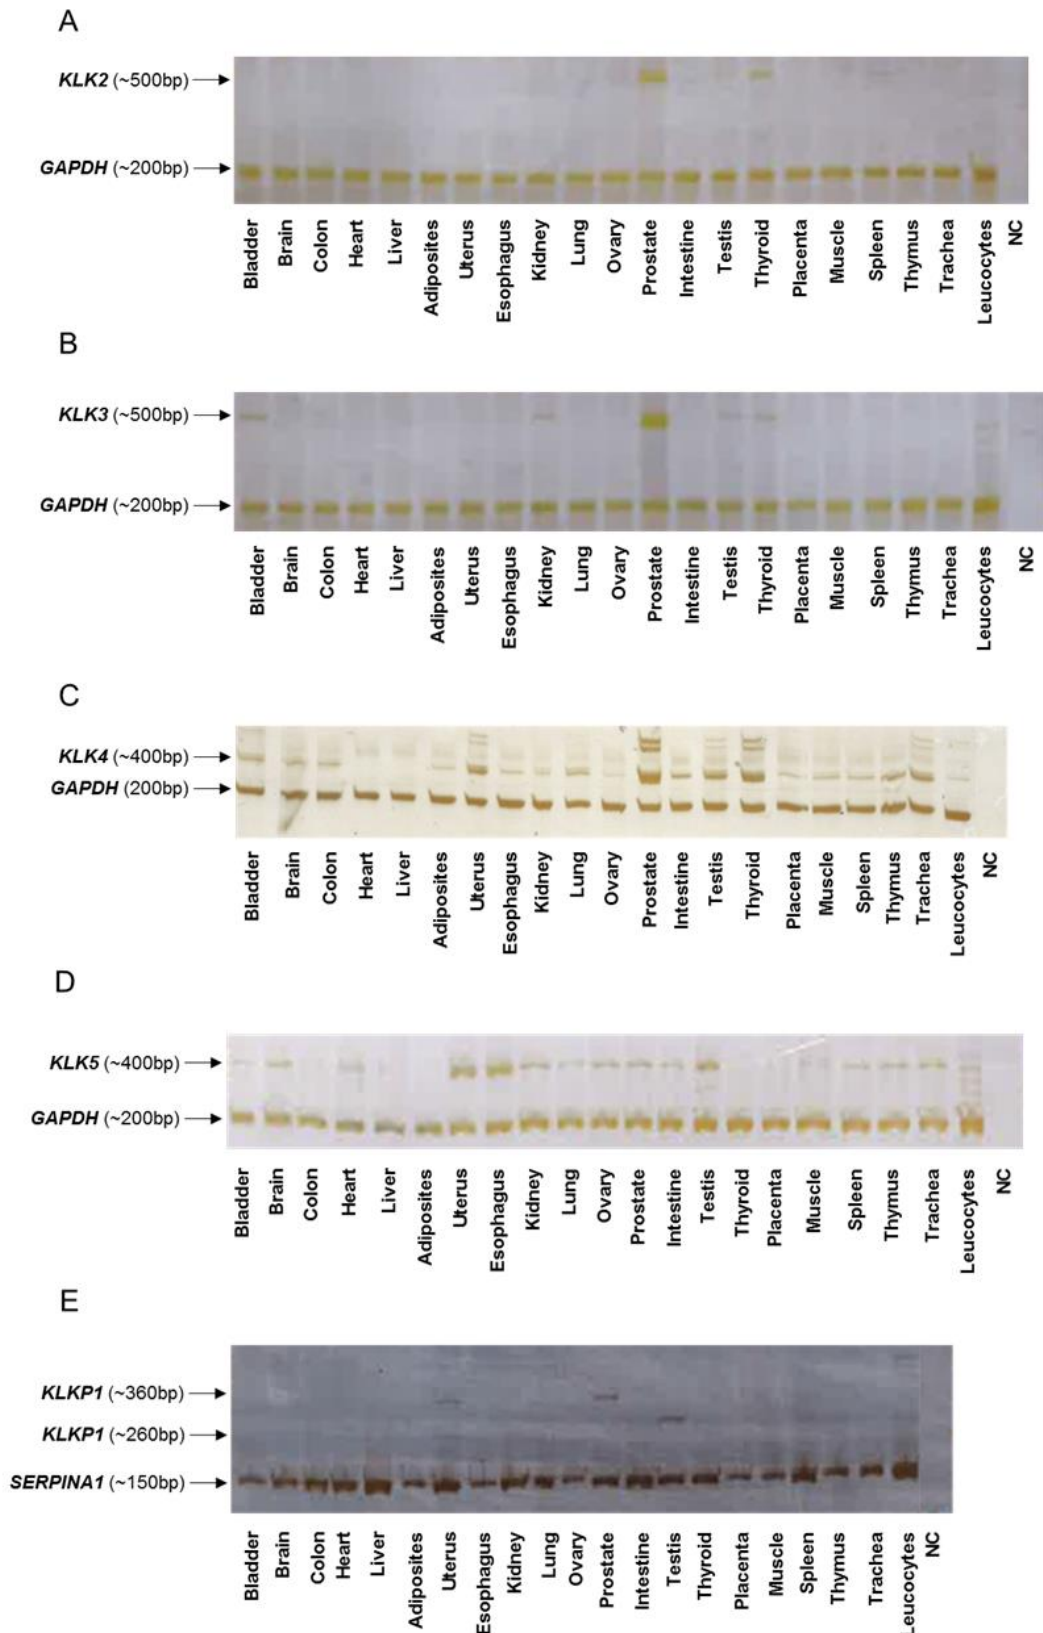 A
KLK2 (~500bp)
GAPDH (~200bp)
Bladder
Brain
Colon
Heart
Liver
Adiposites
Uterus
Esophagus
Kidney
Lung
Ovary
Prostate
Intestine
Testis
Thyroid
Placenta
Muscle
Spleen
Thymus
Trachea
Leucocytes
NC
B
KLK3 (~500bp)
GAPDH (~200bp)
Bladder
Brain
Colon
Heart
Liver
Adiposites
Uterus
Esophagus
Kidney
Lung
Ovary
Prostate
Intestine
Testis
Thyroid
Placenta
Muscle
Spleen
Thymus
Trachea
Leucocytes
NC
C
KLK4 (~400bp)
GAPDH (200bp)
Bladder
Brain
Colon
Heart
Liver
Adiposites
Uterus
Esophagus
Kidney
Lung
Ovary
Prostate
Intestine
Testis
Thyroid
Placenta
Muscle
Spleen
Thymus
Trachea
Leucocytes
NC
D
KLK5 (~400bp)
GAPDH (~200bp)
Bladder
Brain
Colon
Heart
Liver
Adiposites
Uterus
Esophagus
Kidney
Lung
Ovary
Prostate
Intestine
Testis
Thyroid
Placenta
Muscle
Spleen
Thymus
Trachea
Leucocytes
NC
E
KLKP1 (~360bp)
KLKP1 (~260bp)
SERPINA1 (~150bp)
Bladder
Brain
Colon
Heart
Liver
Adiposites
Uterus
Esophagus
Kidney
Lung
Ovary
Prostate
Intestine
Testis
Thyroid
Placenta
Muscle
Spleen
Thymus
Trachea
Leucocytes
NC